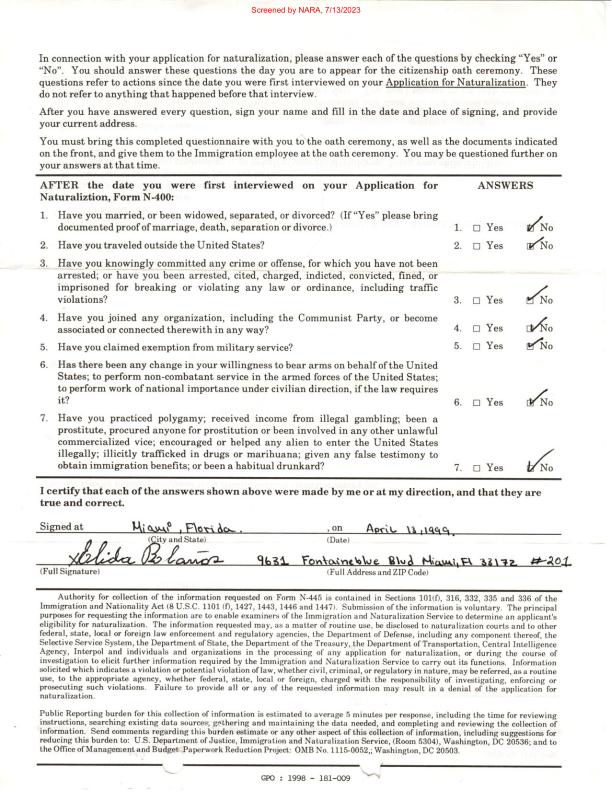 Screened by NARA, 7/13/2023
In connection with your application for naturalization, please answer each of the questions by checking “Yes” or
“No”. You should answer these questions the day you are to appear for the citizenship oath ceremony. These
questions refer to actions since the date you were first interviewed on your Application for Naturalization. They
do not refer to anything that happened before that interview.
After you have answered every question, sign your name and fill in the date and place of signing, and provide
your current address.
You must bring this completed questionnaire with you to the oath ceremony, as well as the documents indicated
on the front, and give them to the Immigration employee at the oath ceremony. You may be questioned further on
your answers at that time.
AFTER the date you were first interviewed on your Application for
Naturaliztion, Form N-400:
ANSWERS
1. Have you married, or been widowed, separated, or divorced? (If “Yes” please bring
documented proof of marriage, death, separation or divorce.)
1. ☐ Yes ☑ No
2. Have you traveled outside the United States?
2. ☐ Yes ☑ No
3. Have you knowingly committed any crime or offense, for which you have not been
arrested; or have you been arrested, cited, charged, indicted, convicted, fined, or
imprisoned for breaking or violating any law or ordinance, including traffic
violations?
3. ☐ Yes ☑ No
4. Have you joined any organization, including the Communist Party, or become
associated or connected therewith in any way?
4. ☐ Yes ☑ No
5. Have you claimed exemption from military service?
5. ☐ Yes ☑ No
6. Has there been any change in your willingness to bear arms on behalf of the United
States; to perform non-combatant service in the armed forces of the United States;
to perform work of national importance under civilian direction, if the law requires
it?
6. ☐ Yes ☑ No
7. Have you practiced polygamy; received income from illegal gambling; been a
prostitute, procured anyone for prostitution or been involved in any other unlawful
commercialized vice; encouraged or helped any alien to enter the United States
illegally; illicitly trafficked in drugs or marihuana; given any false testimony to
obtain immigration benefits; or been a habitual drunkard?
7. ☐ Yes ☑ No
I certify that each of the answers shown above were made by me or at my direction, and that they are
true and correct.
Signed at Miami, Florida. , on April 13, 1999.
(City and State) (Date)
x Elida Bolaños 9631 Fontaineblue Blvd Miami, Fl 33172 #201
(Full Signature) (Full Address and ZIP Code)
Authority for collection of the information requested on Form N-445 is contained in Sections 101(f), 316, 332, 335 and 336 of the
Immigration and Nationality Act (8 U.S.C. 1101 (f), 1427, 1443, 1446 and 1447). Submission of the information is voluntary. The principal
purposes for requesting the information are to enable examiners of the Immigration and Naturalization Service to determine an applicant's
eligibility for naturalization. The information requested may, as a matter of routine use, be disclosed to naturalization courts and to other
federal, state, local or foreign law enforcement and regulatory agencies, the Department of Defense, including any component thereof, the
Selective Service System, the Department of State, the Department of the Treasury, the Department of Transportation, Central Intelligence
Agency, Interpol and individuals and organizations in the processing of any application for naturalization, or during the course of
investigation to elicit further information required by the Immigration and Naturalization Service to carry out its functions. Information
solicited which indicates a violation or potential violation of law, whether civil, criminal, or regulatory in nature, may be referred, as a routine
use, to the appropriate agency, whether federal, state, local or foreign, charged with the responsibility of investigating, enforcing or
prosecuting such violations. Failure to provide all or any of the requested information may result in a denial of the application for
naturalization.
Public Reporting burden for this collection of information is estimated to average 5 minutes per response, including the time for reviewing
instructions, searching existing data sources, gathering and maintaining the data needed, and completing and reviewing the collection of
information. Send comments regarding this burden estimate or any other aspect of this collection of information, including suggestions for
reducing this burden to: U.S. Department of Justice, Immigration and Naturalization Service, (Room 5304), Washington, DC 20536; and to
the Office of Management and Budget Paperwork Reduction Project: OMB No. 1115-0052,; Washington, DC 20503.
GPO : 1998 - 181-009